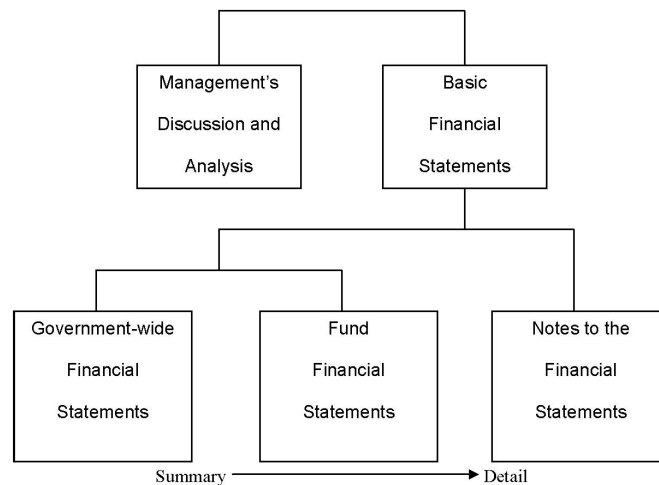 Management’s
Discussion and
Analysis
Basic
Financial
Statements
Government-wide
Financial
Statements
Fund
Financial
Statements
Notes to the
Financial
Statements
Summary
Detail